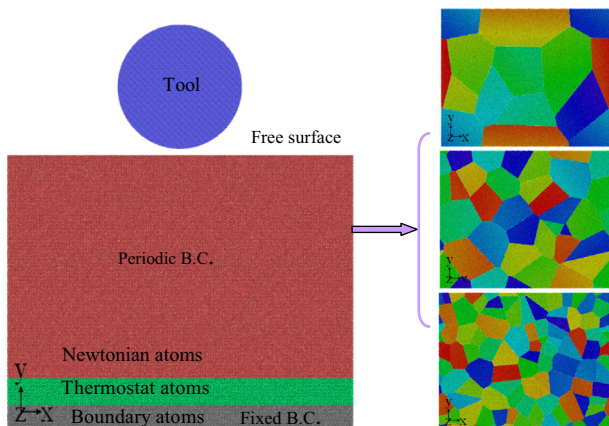 Tool
Free surface
Periodic B.C.
Newtonian atoms
Thermostat atoms
Boundary atoms Fixed B.C.
y
z x
y
z x
y
z x
y
z x